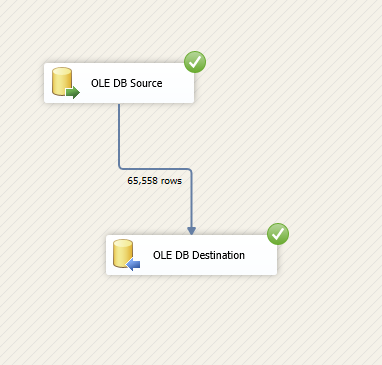 OLE DB Source
65,558 rows
OLE DB Destination